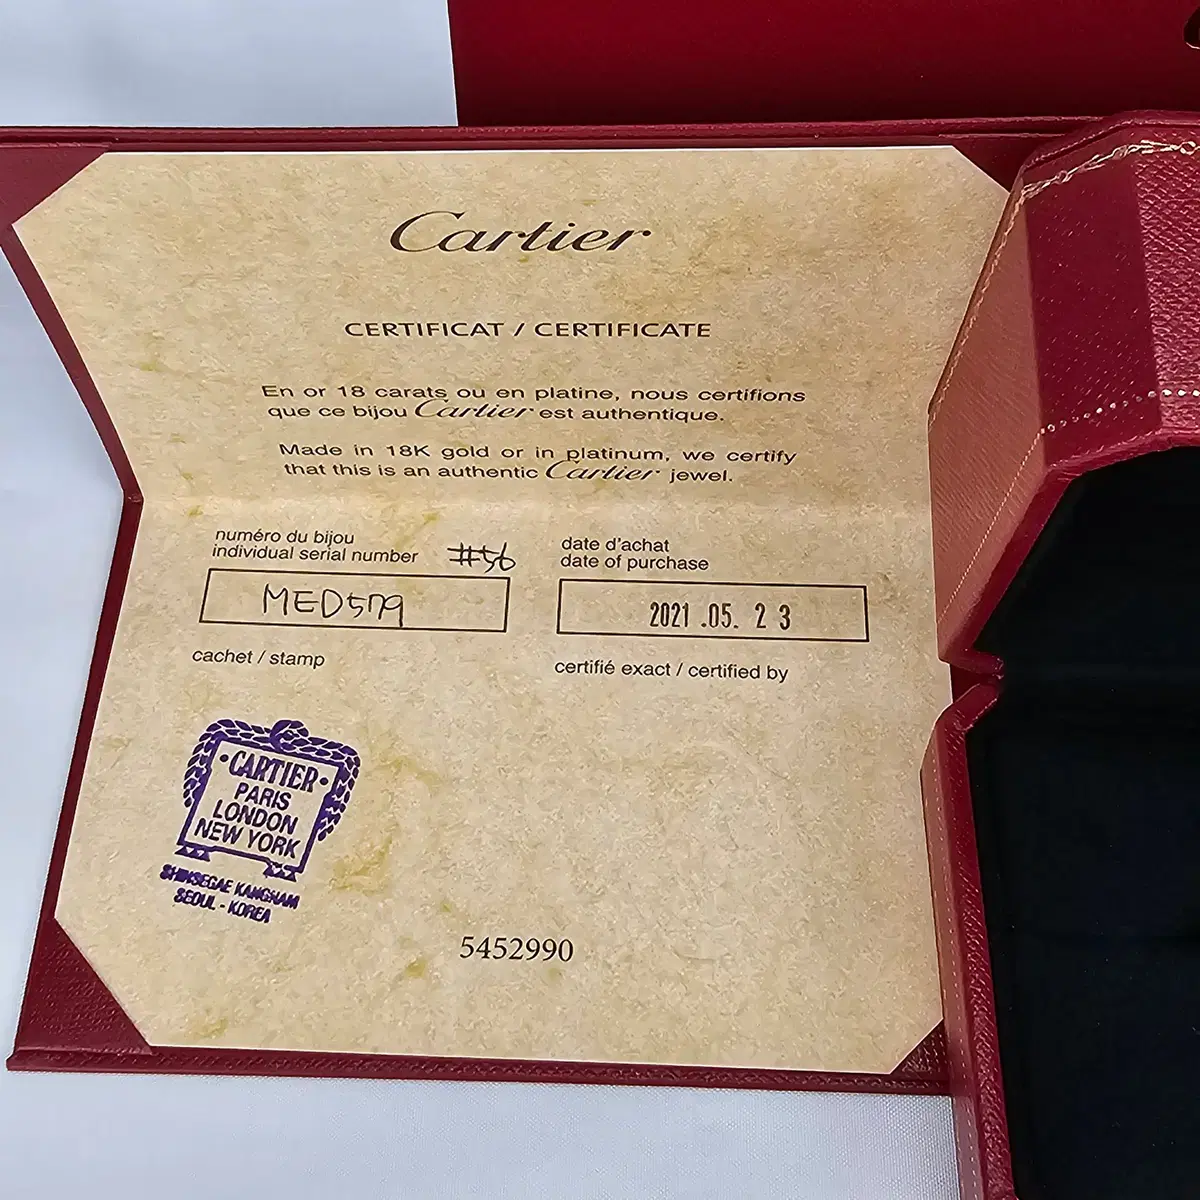 Cartier
CERTIFICAT / CERTIFICATE
En or 18 carats ou en platine, nous certifions
que ce bijou Cartier est authentique.
Made in 18K gold or in platinum, we certify
that this is an authentic Cartier jewel.
numéro du bijou
individual serial number #56
MED579
date d'achat
date of purchase
2021 .05. 2 3
cachet / stamp
certifié exact / certified by
·CARTIER·
PARIS
LONDON
NEW YORK
SHINSEGAE KANGNAM
SEOUL - KOREA
5452990